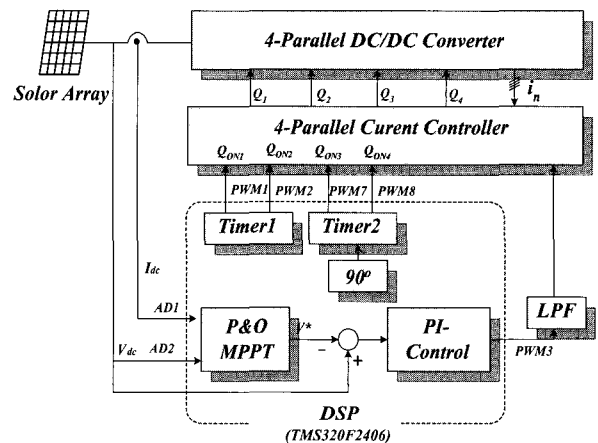 4-Parallel DC/DC Converter
Solor Array
Q1 Q2 Q3 Q4 in
4-Parallel Curent Controller
QON1 QON2 QON3 QON4
PWM1 PWM2 PWM7 PWM8
Timer1 Timer2
90°
Idc
AD1
P&O
MPPT
V*
−
+
PI-
Control
LPF
PWM3
Vdc AD2
DSP
(TMS320F2406)